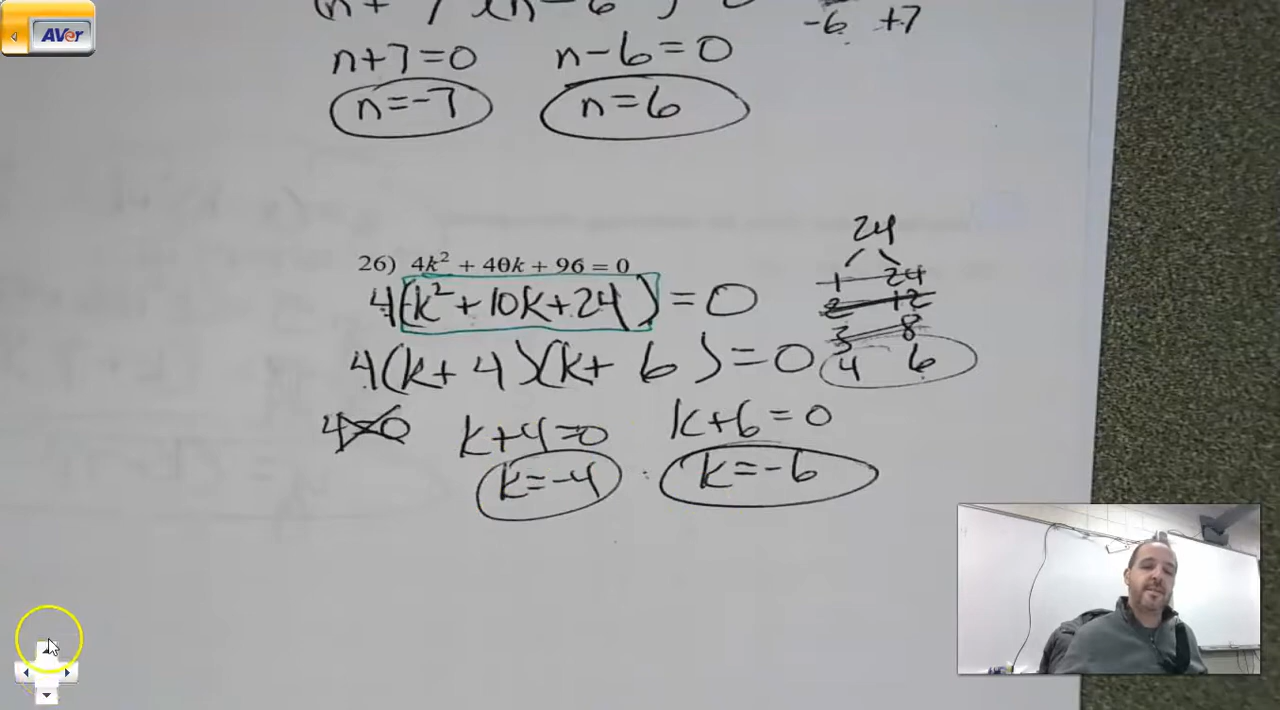 AVer
-6 +7
n+7=0 n-6=0
n=-7 n=6
24
26) 4k² + 40k + 96 = 0
1 24
4(k²+10k+24) = 0
2 12
3 8
4(k+4)(k+6)=0
4 6
4=0 k+4=0 k+6=0
k=-4 k=-6